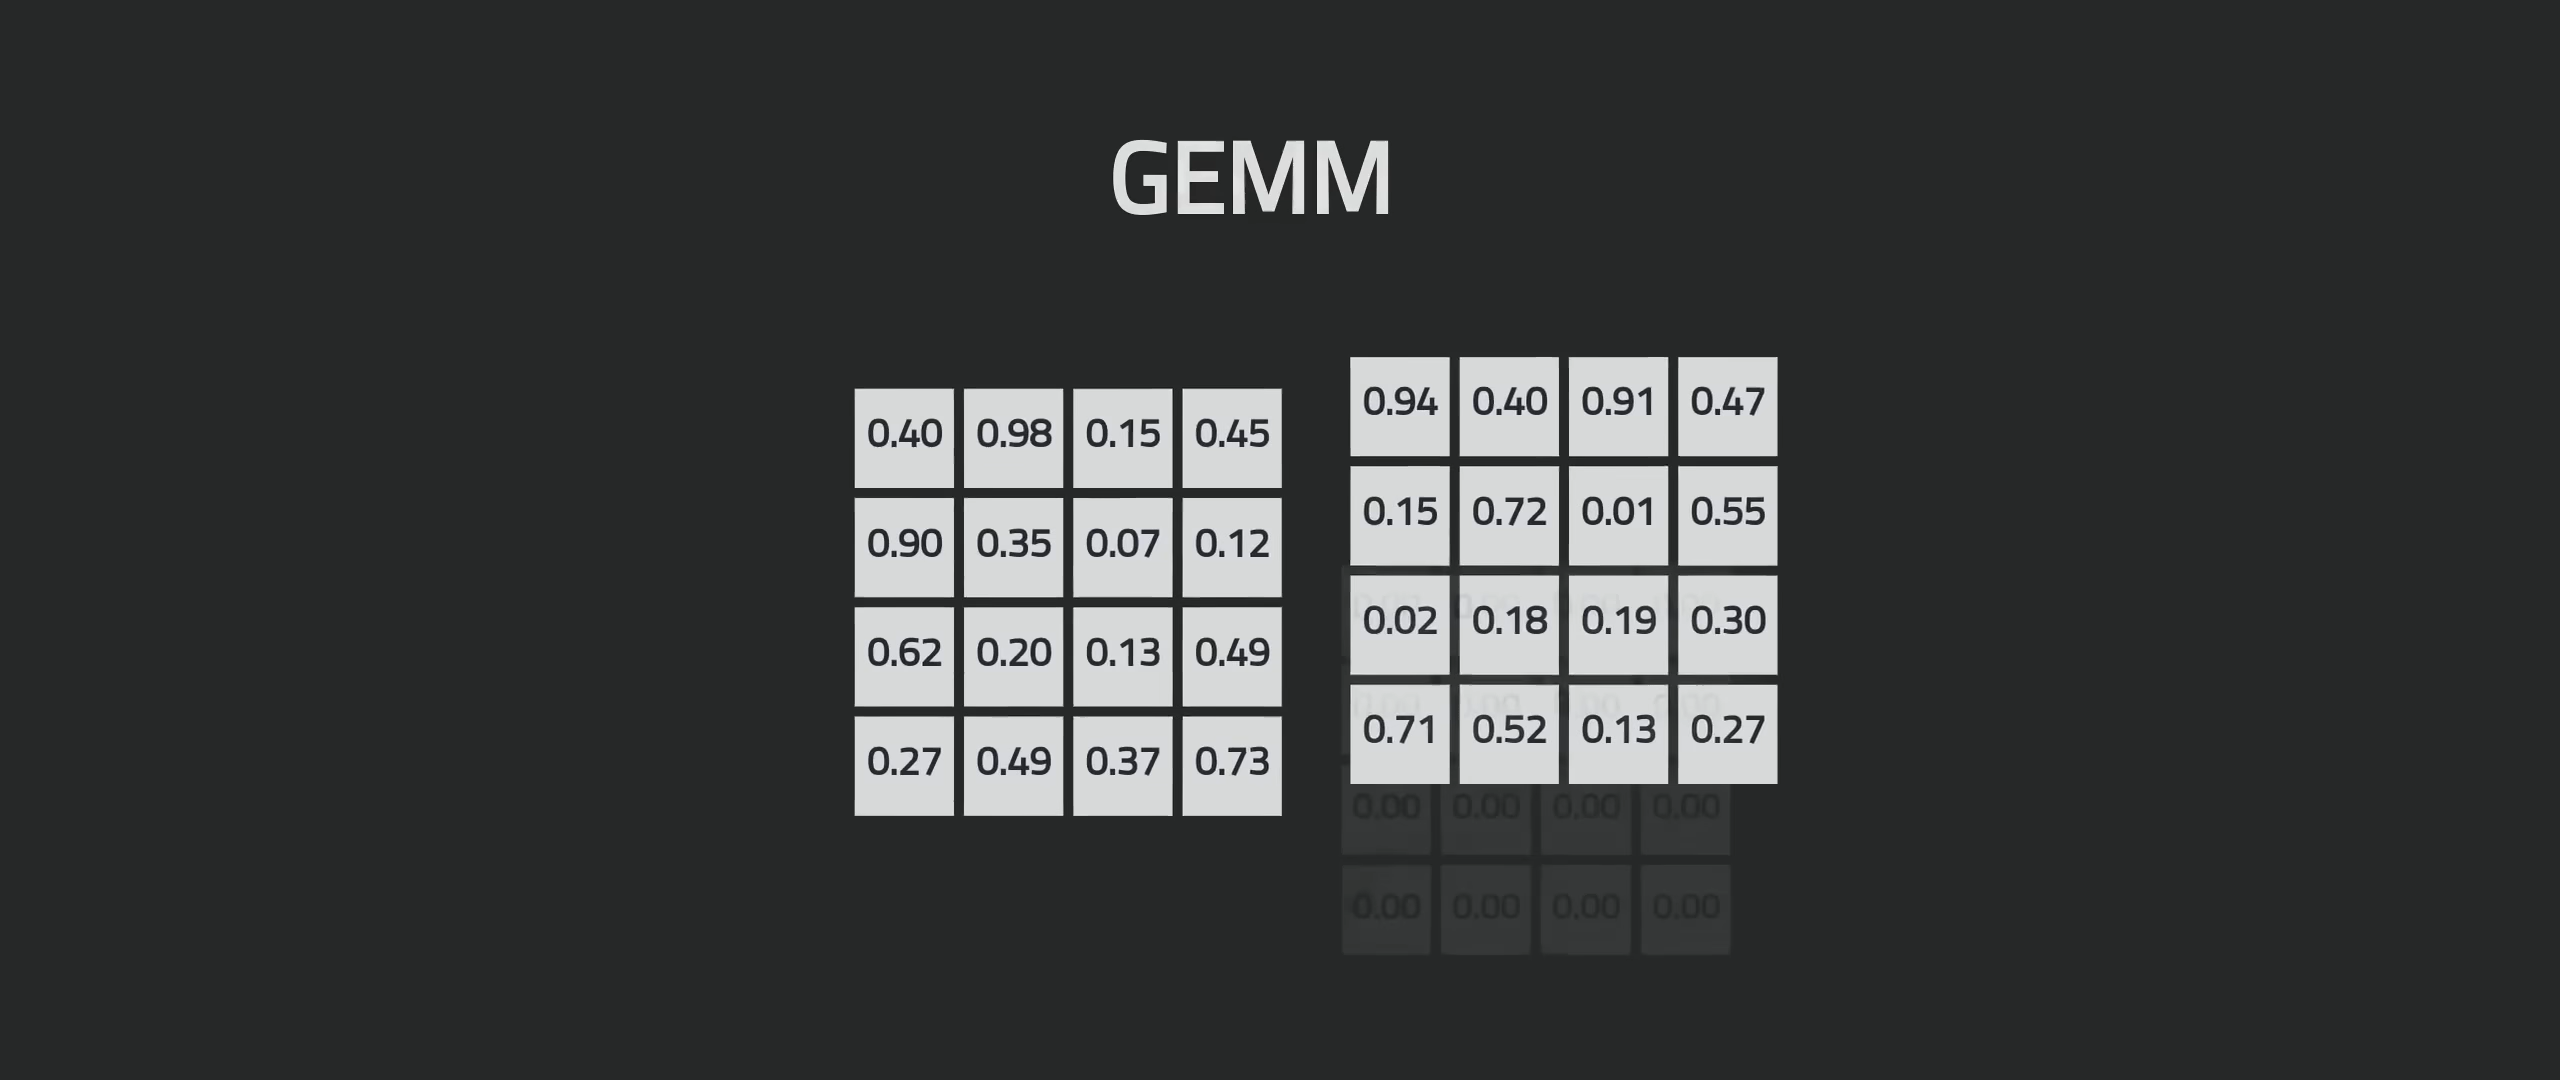 GEMM
0.40 0.98 0.15 0.45
0.90 0.35 0.07 0.12
0.62 0.20 0.13 0.49
0.27 0.49 0.37 0.73
0.94 0.40 0.91 0.47
0.15 0.72 0.01 0.55
0.02 0.18 0.19 0.30
0.71 0.52 0.13 0.27
0.00 0.00 0.00 0.00
0.00 0.00 0.00 0.00